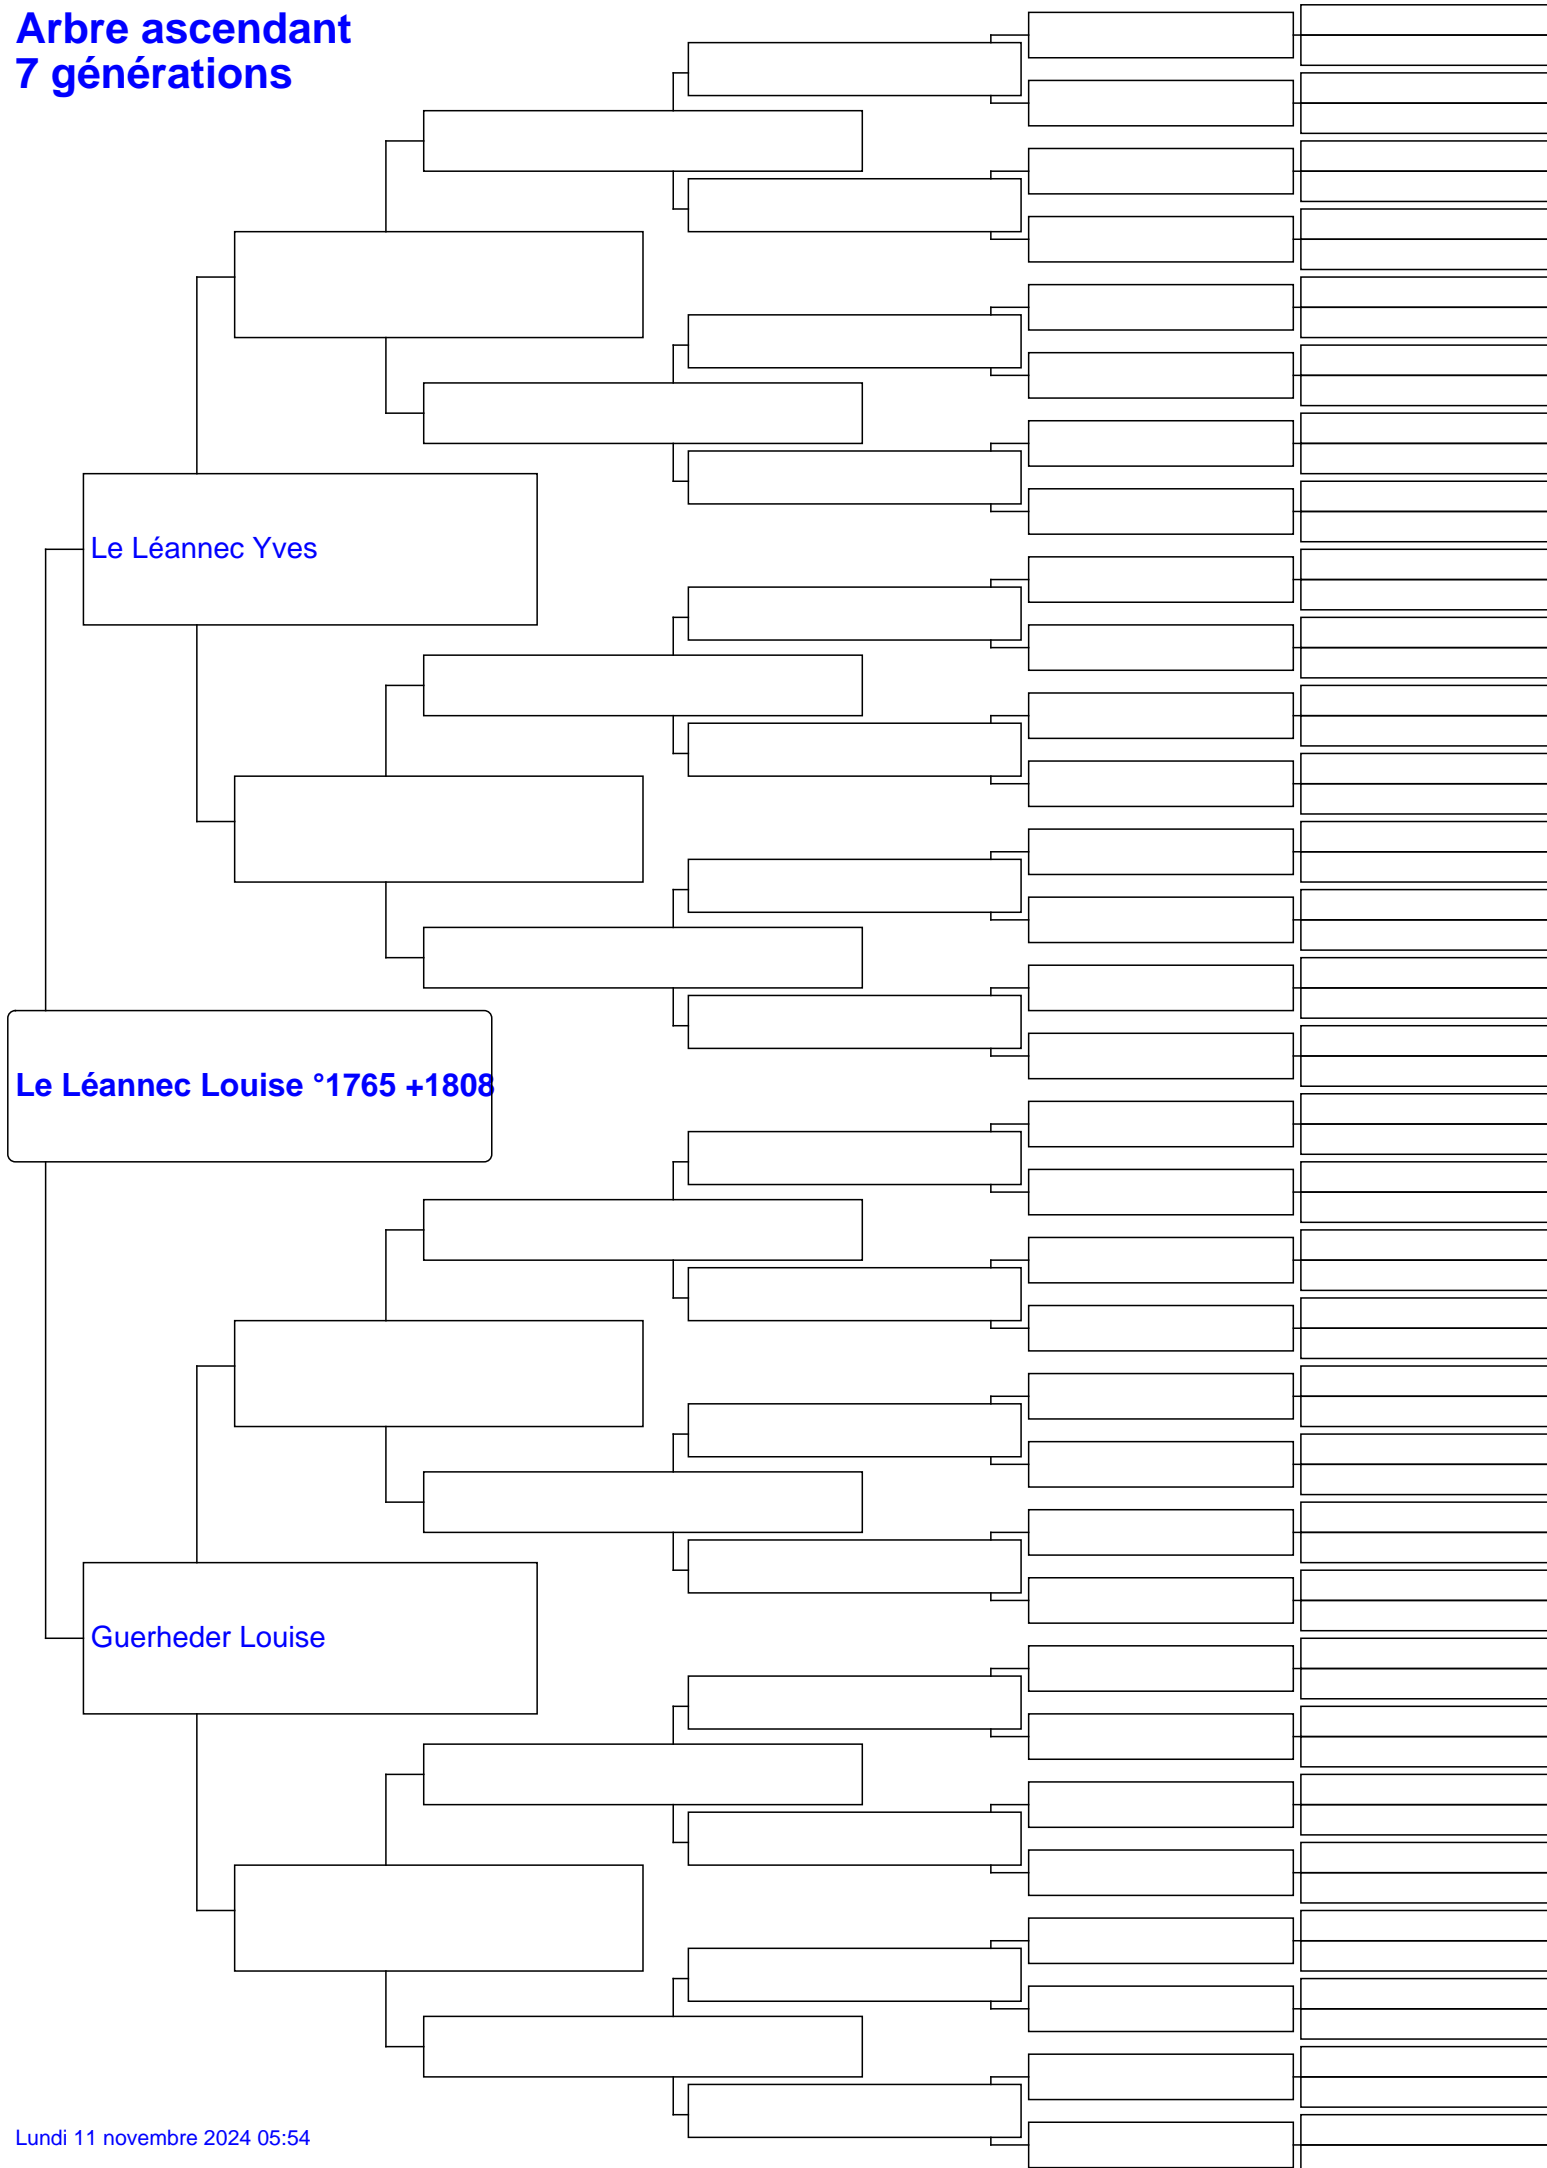 Arbre ascendant
7 générations
Le Léannec Yves
Le Léannec Louise °1765 +1808
Guerheder Louise
Lundi 11 novembre 2024 05:54